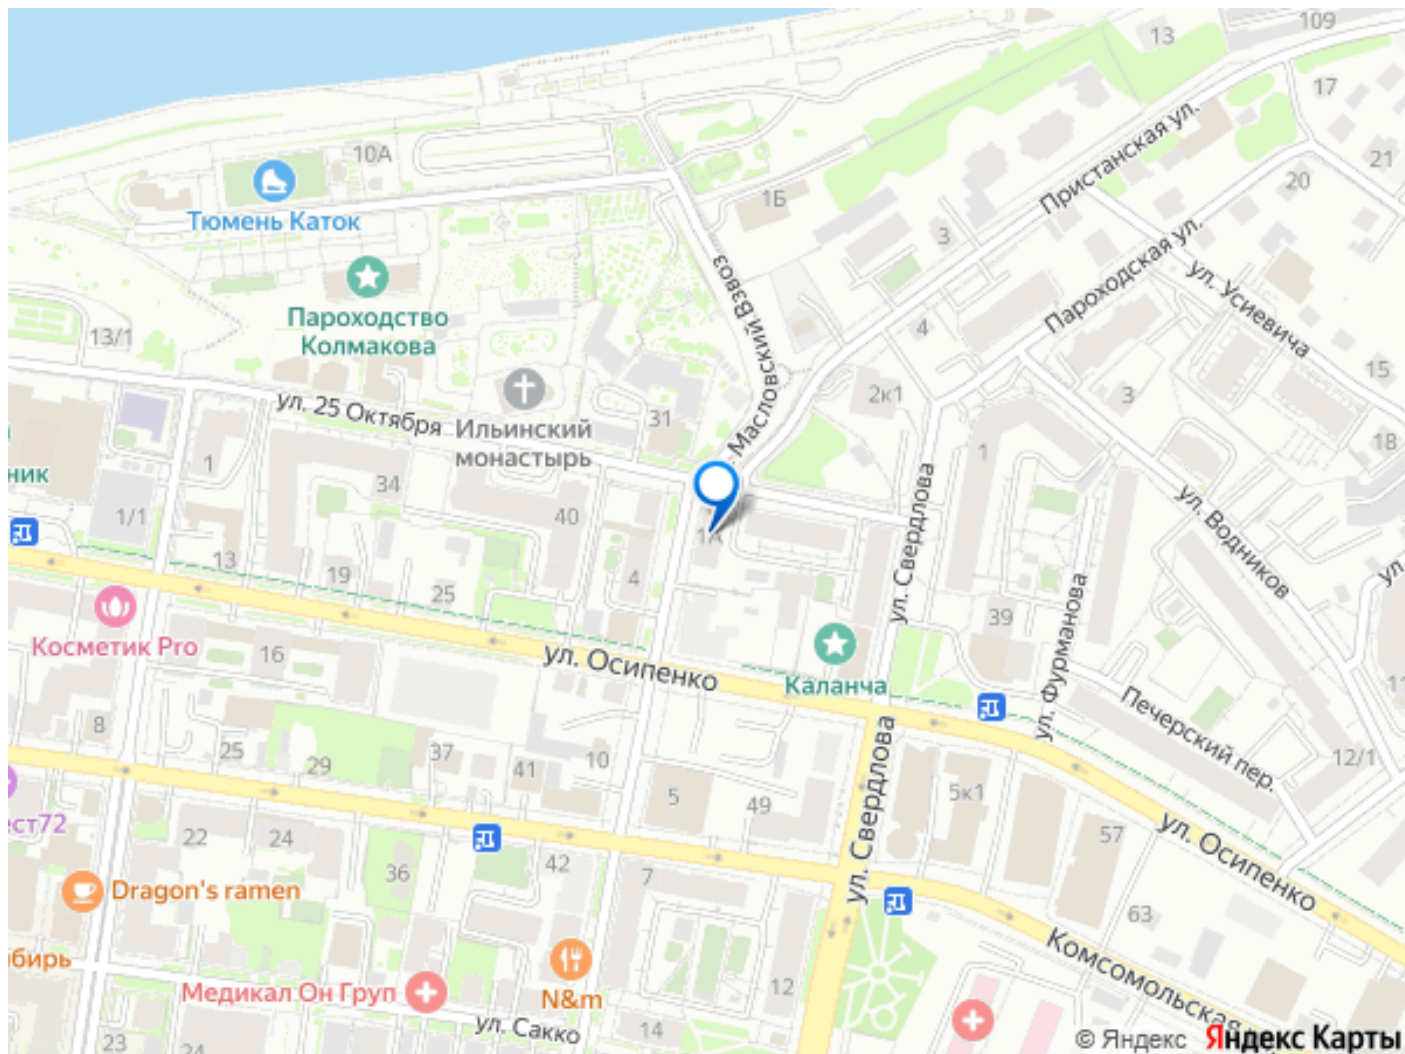 109
13
17
10А
21
Тюмень Каток
1Б
20
Пристанская ул.
3
Пароходская ул.
ул. Усиевича
Масловский Взвоз
Пароходство
Колмакова
13/1
4
15
2к1
3
ул. 25 Октября
31
Ильинский
монастырь
18
1
1
ник
34
40
1/1
1А
ул. Свердлова
ул. Водников
13
19
25
4
39
ул. Фурманова
ул.
Косметик Pro
16
ул. Осипенко
Каланча
Печерский пер.
8
25
29
37
41
10
12/1
5
49
5к1
ул. Свердлова
ест72
22
24
57
ул. Осипенко
36
42
7
Dragon's ramen
63
бирь
Комсомольская
Медикал Он Груп
N&m
12
ул. Сакко
14
23
24
© Яндекс Яндекс Карты